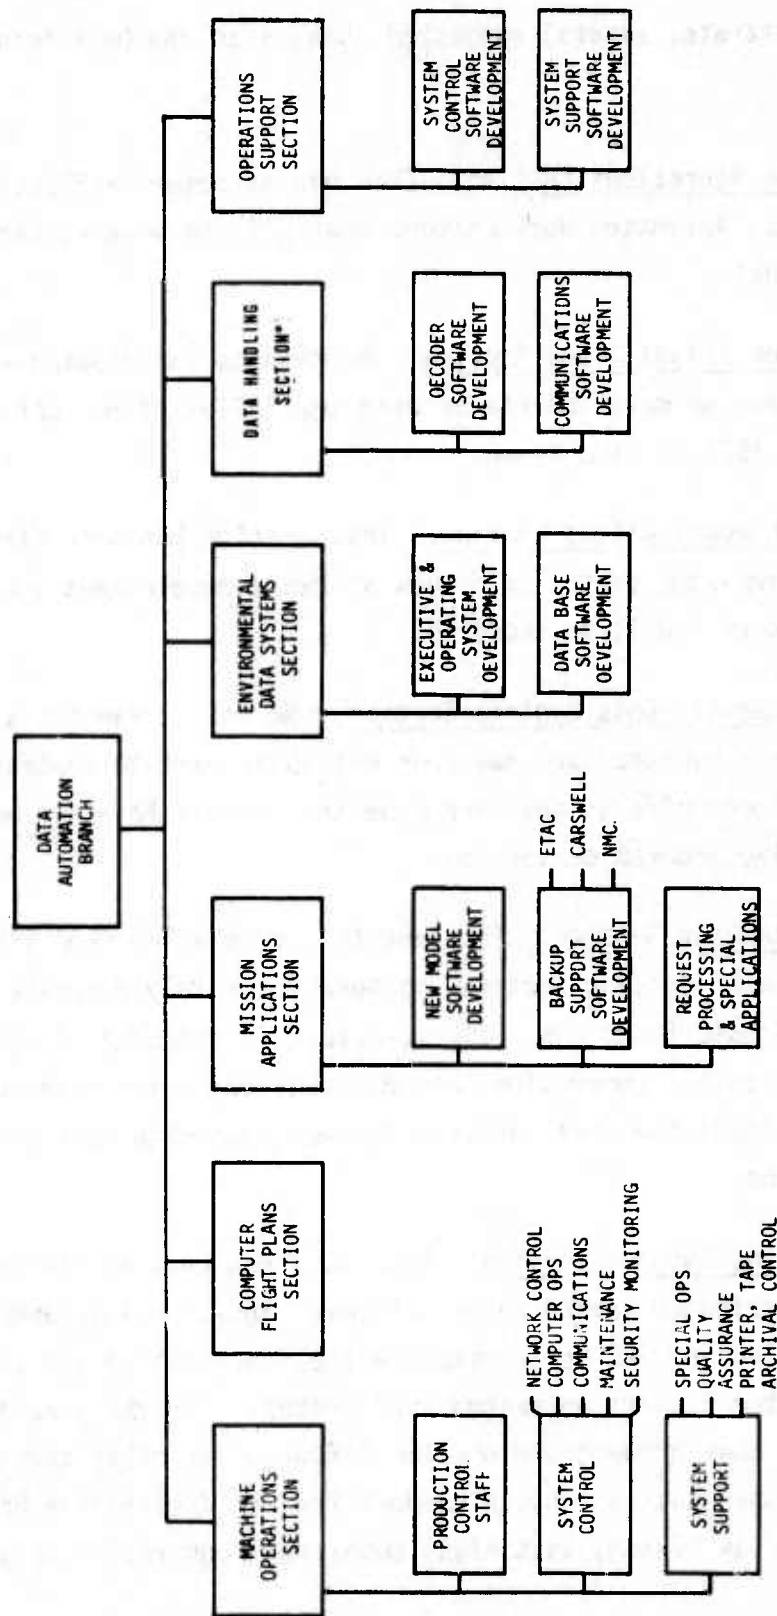 DATA
AUTOMATION
BRANCH
MACHINE
OPERATIONS
SECTION
COMPUTER
FLIGHT PLANS
SECTION
MISSION
APPLICATIONS
SECTION
ENVIRONMENTAL
DATA SYSTEMS
SECTION
DATA HANDLING
SECTION*
OPERATIONS
SUPPORT
SECTION
PRODUCTION
CONTROL
STAFF
SYSTEM
CONTROL
NETWORK CONTROL
COMPUTER OPS
COMMUNICATIONS
MAINTENANCE
SECURITY MONITORING
SYSTEM
SUPPORT
SPECIAL OPS
QUALITY
ASSURANCE
PRINTER, TAPE
ARCHIVAL CONTROL
NEW MODEL
SOFTWARE
DEVELOPMENT
BACKUP
SUPPORT
SOFTWARE
DEVELOPMENT
ETAC
CARSWELL
NMC
REQUEST
PROCESSING
& SPECIAL
APPLICATIONS
EXECUTIVE &
OPERATING
SYSTEM
OEVELOPMENT
DATA BASE
SOFTWARE
OEVELOPMENT
OECODER
SOFTWARE
DEVELOPMENT
COMMUNICATIONS
SOFTWARE
DEVELOPMENT
SYSTEM
CONTROL
SOFTWARE
DEVELOPMENT
SYSTEM
SUPPORT
SOFTWARE
DEVELOPMENT